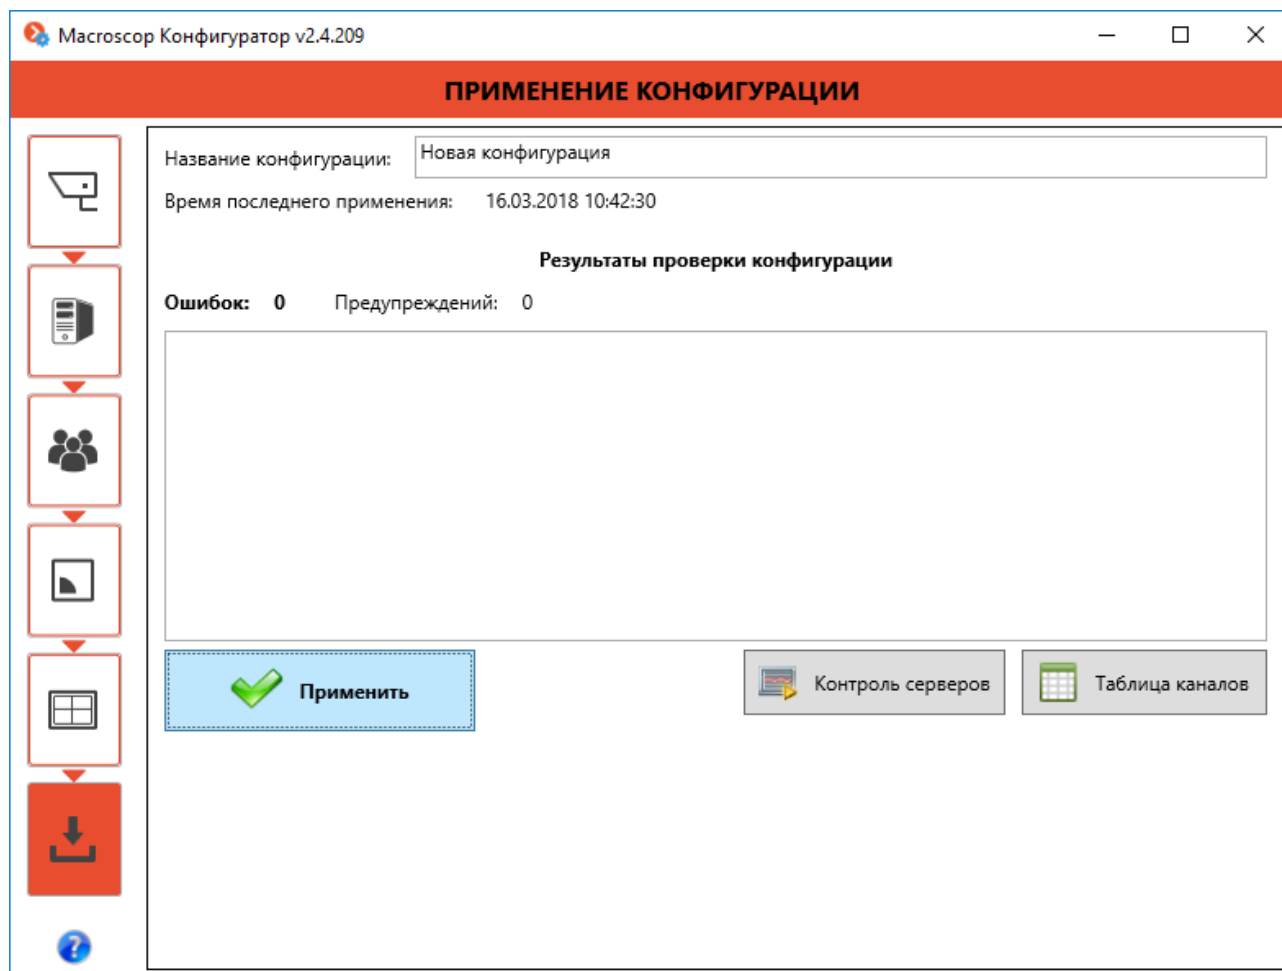 Macroscop Конфигуратор v2.4.209
ПРИМЕНЕНИЕ КОНФИГУРАЦИИ
Название конфигурации: Новая конфигурация
Время последнего применения: 16.03.2018 10:42:30
Результаты проверки конфигурации
Ошибок: 0 Предупреждений: 0
Применить Контроль серверов Таблица каналов
?